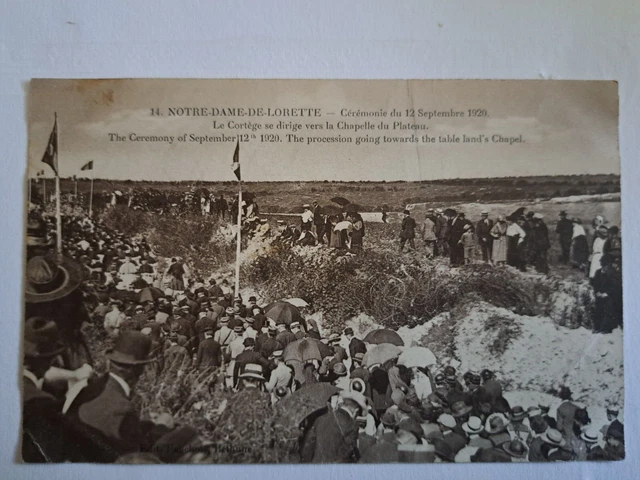 14. NOTRE-DAME-DE-LORETTE — Cérémonie du 12 Septembre 1920.
Le Cortège se dirige vers la Chapelle du Plateau.
The Ceremony of September 12th 1920. The procession going towards the table land's Chapel.